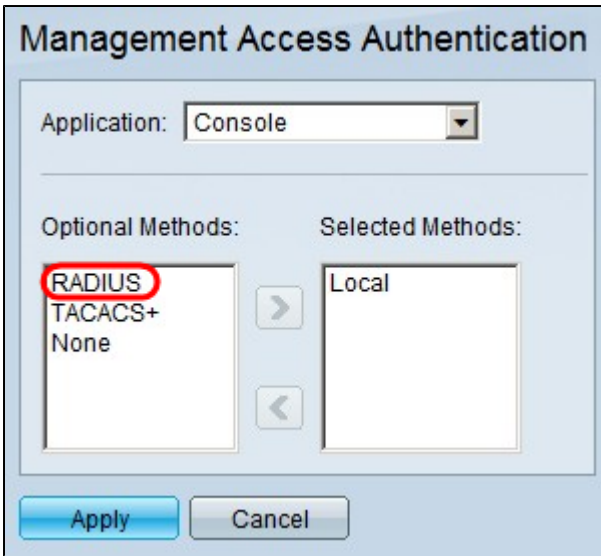 Management Access Authentication
Application: Console
Optional Methods: Selected Methods:
RADIUS Local
TACACS+
None
Apply Cancel